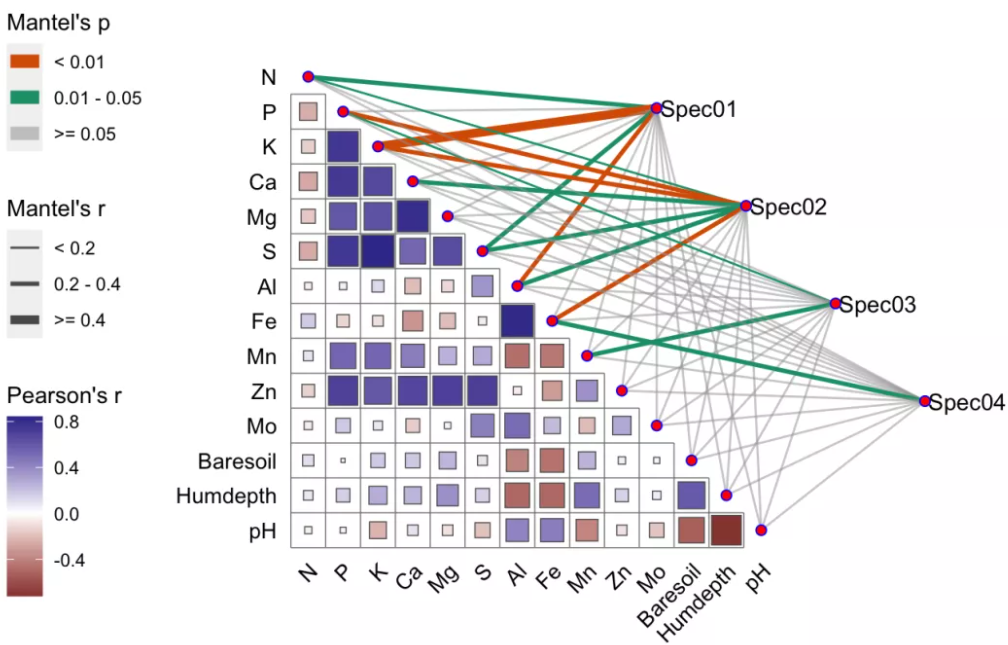 Mantel's p
< 0.01
0.01 - 0.05
>= 0.05
Mantel's r
< 0.2
0.2 - 0.4
>= 0.4
Pearson's r
0.8
0.4
0.0
-0.4
N
P
K
Ca
Mg
S
Al
Fe
Mn
Zn
Mo
Baresoil
Humdepth
pH
Spec01
Spec02
Spec03
Spec04
N
P
K
Ca
Mg
S
Al
Fe
Mn
Zn
Mo
Baresoil
Humdepth
pH